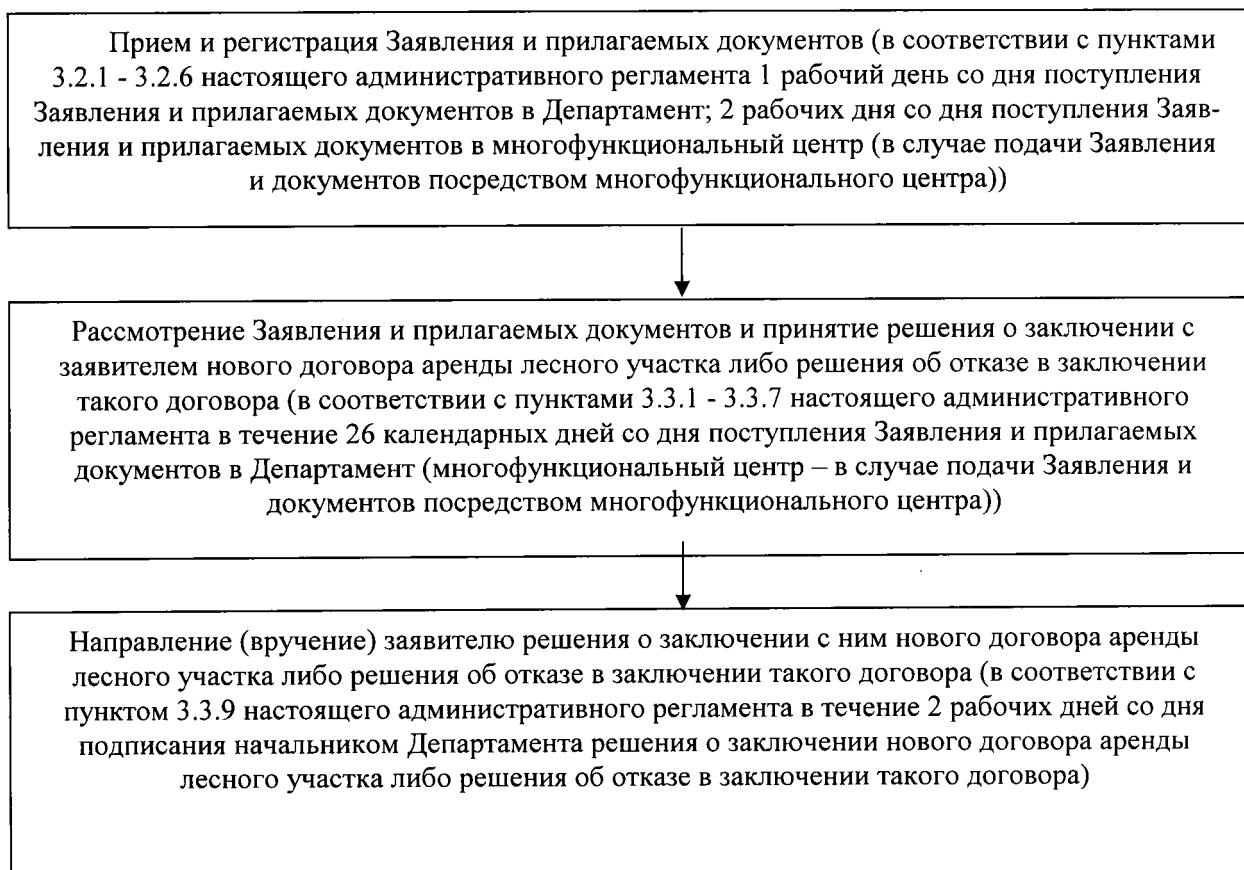 Прием и регистрация Заявления и прилагаемых документов (в соответствии с пунктами
3.2.1 - 3.2.6 настоящего административного регламента 1 рабочий день со дня поступления
Заявления и прилагаемых документов в Департамент; 2 рабочих дня со дня поступления Заяв-
ления и прилагаемых документов в многофункциональный центр (в случае подачи Заявления
и документов посредством многофункционального центра))
Рассмотрение Заявления и прилагаемых документов и принятие решения о заключении с
заявителем нового договора аренды лесного участка либо решения об отказе в заключении
такого договора (в соответствии с пунктами 3.3.1 - 3.3.7 настоящего административного
регламента в течение 26 календарных дней со дня поступления Заявления и прилагаемых
документов в Департамент (многофункциональный центр – в случае подачи Заявления и
документов посредством многофункционального центра))
Направление (вручение) заявителю решения о заключении с ним нового договора аренды
лесного участка либо решения об отказе в заключении такого договора (в соответствии с
пунктом 3.3.9 настоящего административного регламента в течение 2 рабочих дней со дня
подписания начальником Департамента решения о заключении нового договора аренды
лесного участка либо решения об отказе в заключении такого договора)